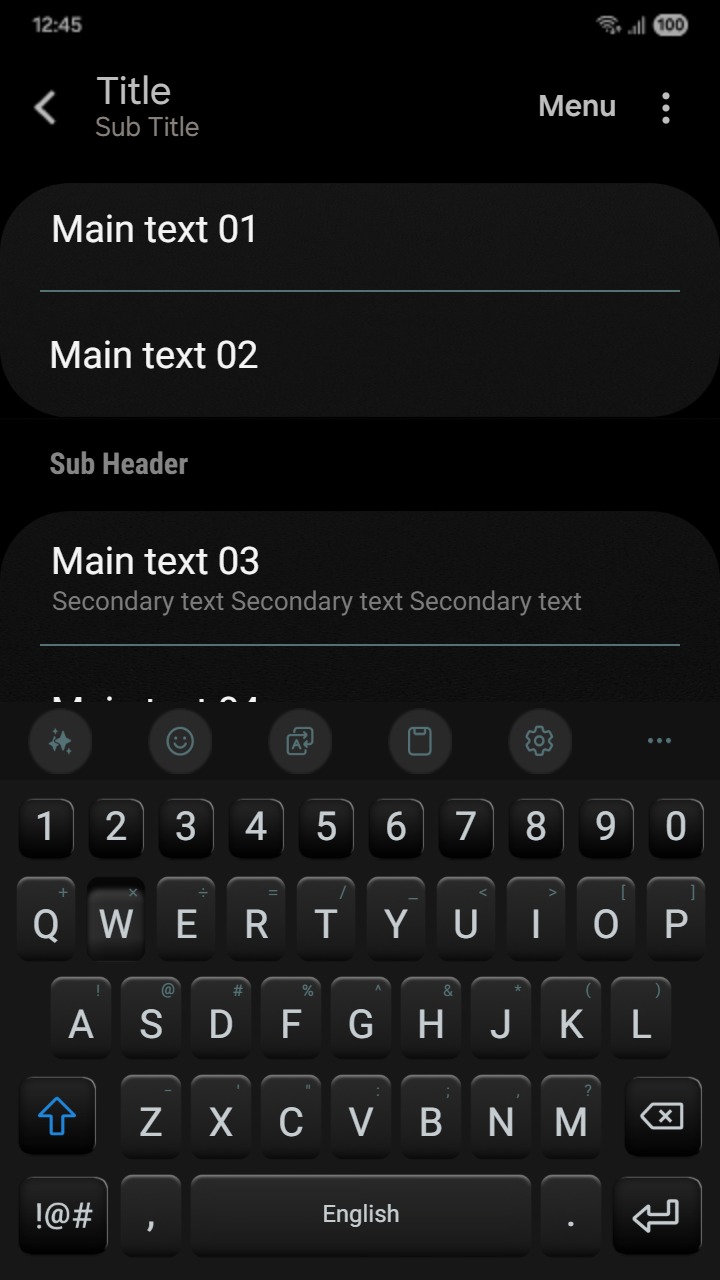 12:45 100
Title
Sub Title
Menu
Main text 01
Main text 02
Sub Header
Main text 03
Secondary text Secondary text Secondary text
1 2 3 4 5 6 7 8 9 0
+ × ÷ = / _ < > [ ]
Q W E R T Y U I O P
! @ # % ^ & * ( )
A S D F G H J K L
- ' " : ; , ?
Z X C V B N M
!@# , English .